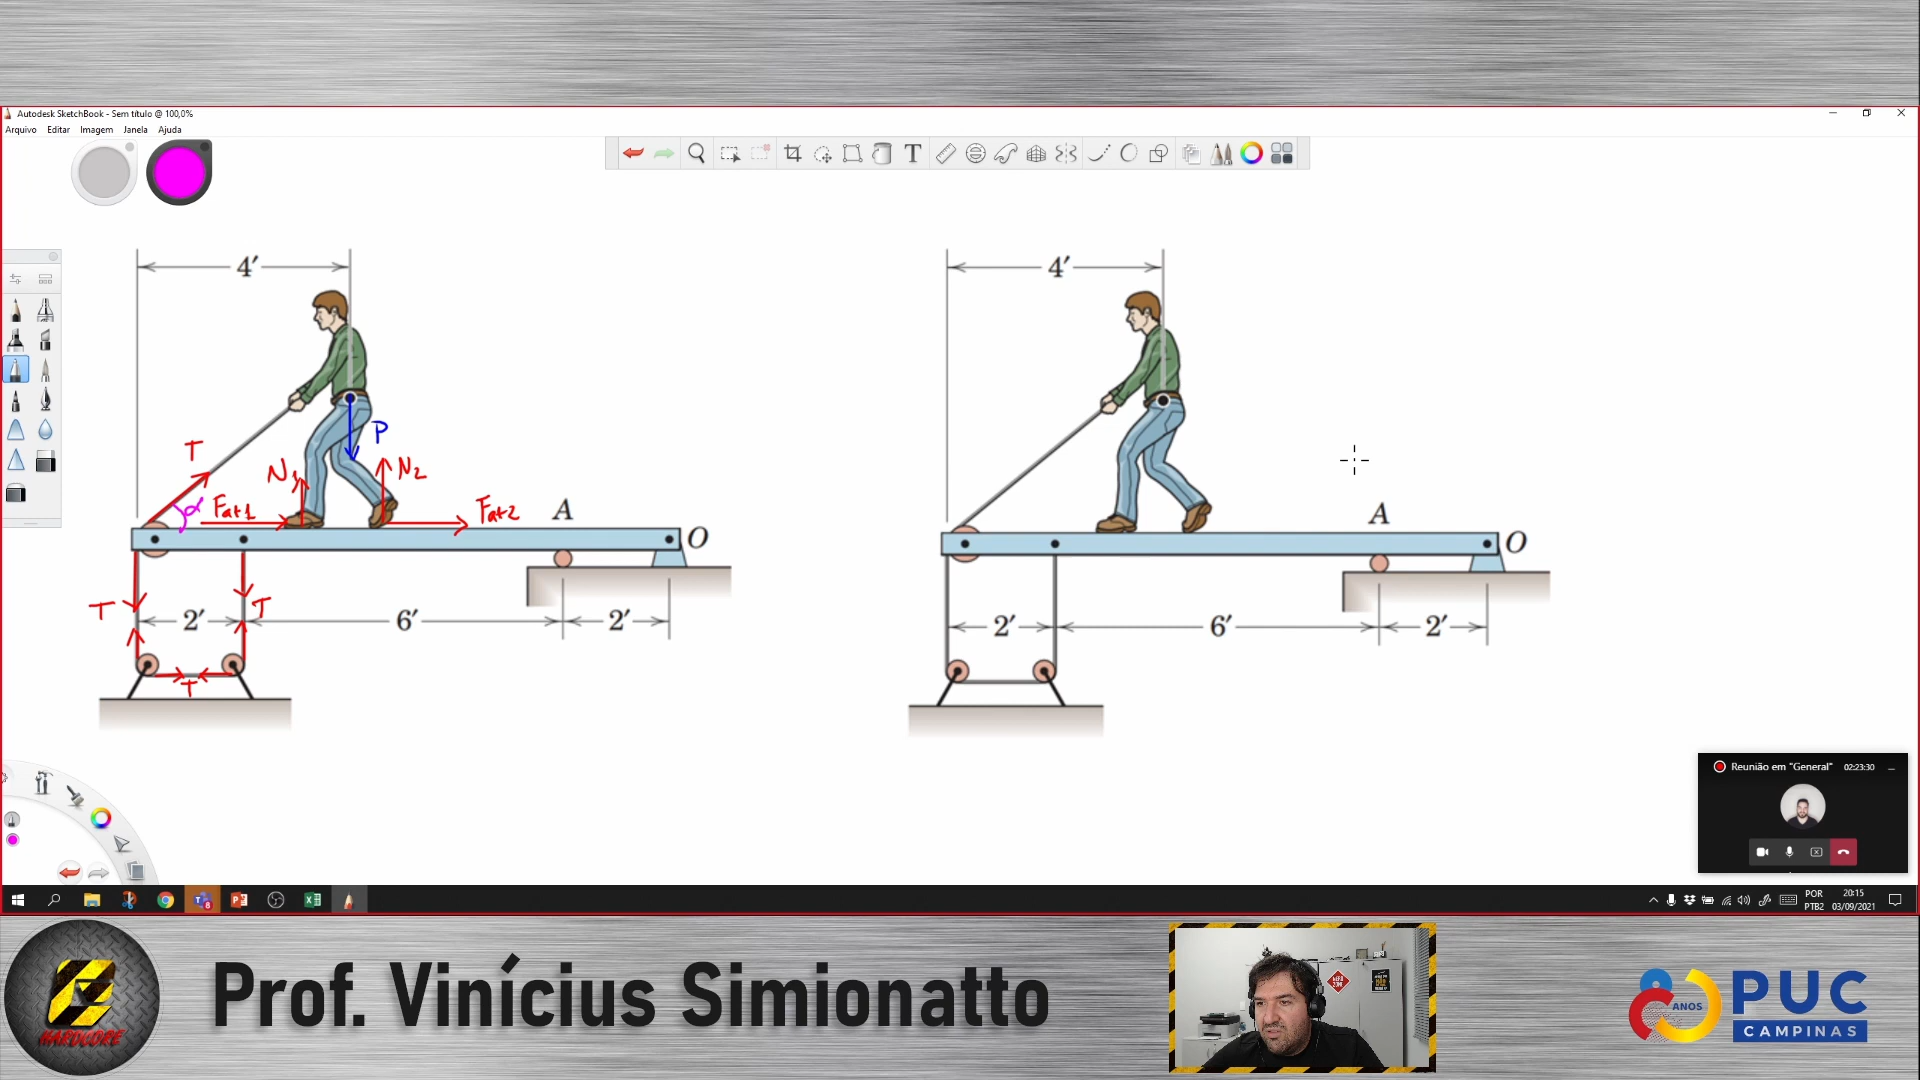 Autodesk SketchBook - Sem título @ 100,0%
Arquivo Editar Imagem Janela Ajuda
T
4'
4'
P
T
N1
N2
α
Fat1
Fat2
A
O
A
O
T
2'
T
6'
2'
2'
6'
2'
T
Reunião em "General" 02:23:30
POR
PTB2
20:15
03/09/2021
HARDCORE
Prof. Vinícius Simionatto
80 ANOS
PUC
CAMPINAS